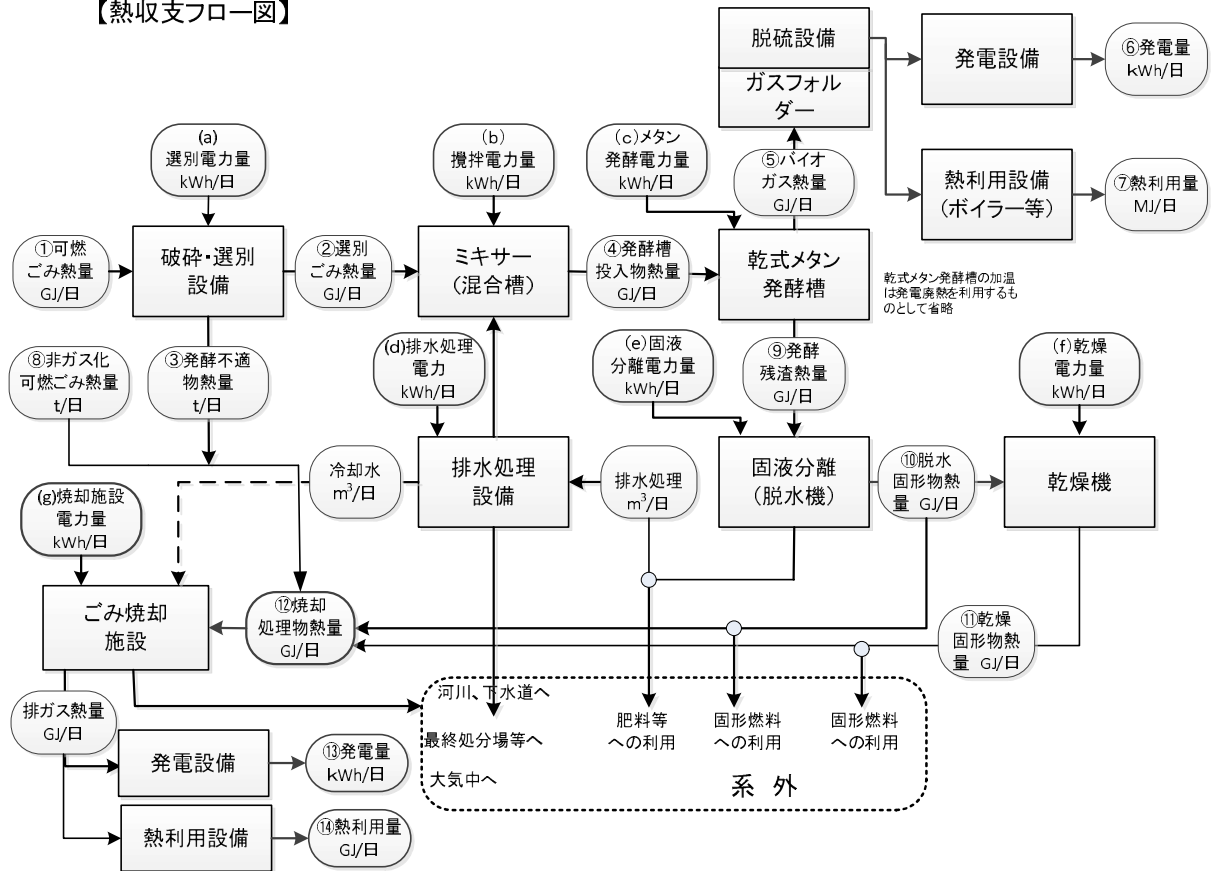 【熱収支フロー図】
脱硫設備
ガスフォル
ダー
発電設備
⑥発電量
kWh/日
(a)
選別電力量
kWh/日
(b)
攪拌電力量
kWh/日
(c)メタン
発酵電力量
kWh/日
⑤バイオ
ガス熱量
GJ/日
熱利用設備
(ボイラー等)
⑦熱利用量
MJ/日
①可燃
ごみ熱量
GJ/日
破砕・選別
設備
②選別
ごみ熱量
GJ/日
ミキサー
(混合槽)
④発酵槽
投入物熱量
GJ/日
乾式メタン
発酵槽
乾式メタン発酵槽の加温
は発電廃熱を利用するも
のとして省略
⑧非ガス化
可燃ごみ熱量
t/日
③発酵不適
物熱量
t/日
(d)排水処理
電力
kWh/日
(e)固液
分離電力量
kWh/日
⑨発酵
残渣熱量
GJ/日
(f)乾燥
電力量
kWh/日
冷却水
m³/日
排水処理
設備
排水処理
m³/日
固液分離
(脱水機)
⑩脱水
固形物熱
量 GJ/日
乾燥機
(g)焼却施設
電力量
kWh/日
ごみ焼却
施設
⑫焼却
処理物熱量
GJ/日
⑪乾燥
固形物熱
量 GJ/日
排ガス熱量
GJ/日
河川、下水道へ
最終処分場等へ
大気中へ
肥料等
への利用
固形燃料
への利用
固形燃料
への利用
系 外
発電設備
⑬発電量
kWh/日
熱利用設備
⑭熱利用量
GJ/日